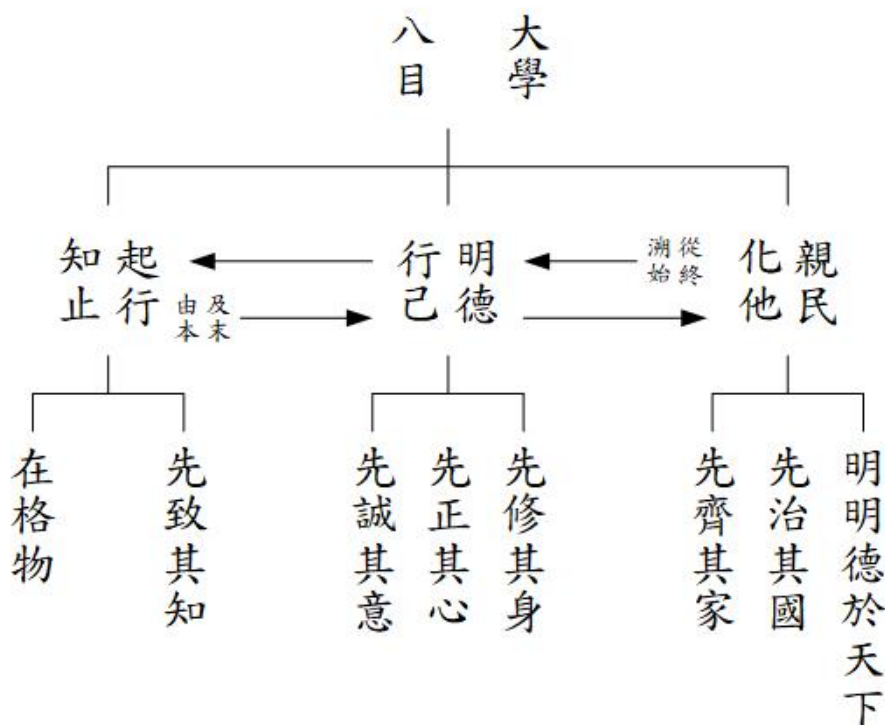 大學
八目
親民
化他
從終
溯始
明德
行己
及末
由本
起行
知止
明明德於天下
先治其國
先齊其家
先修其身
先正其心
先誠其意
先致其知
在格物